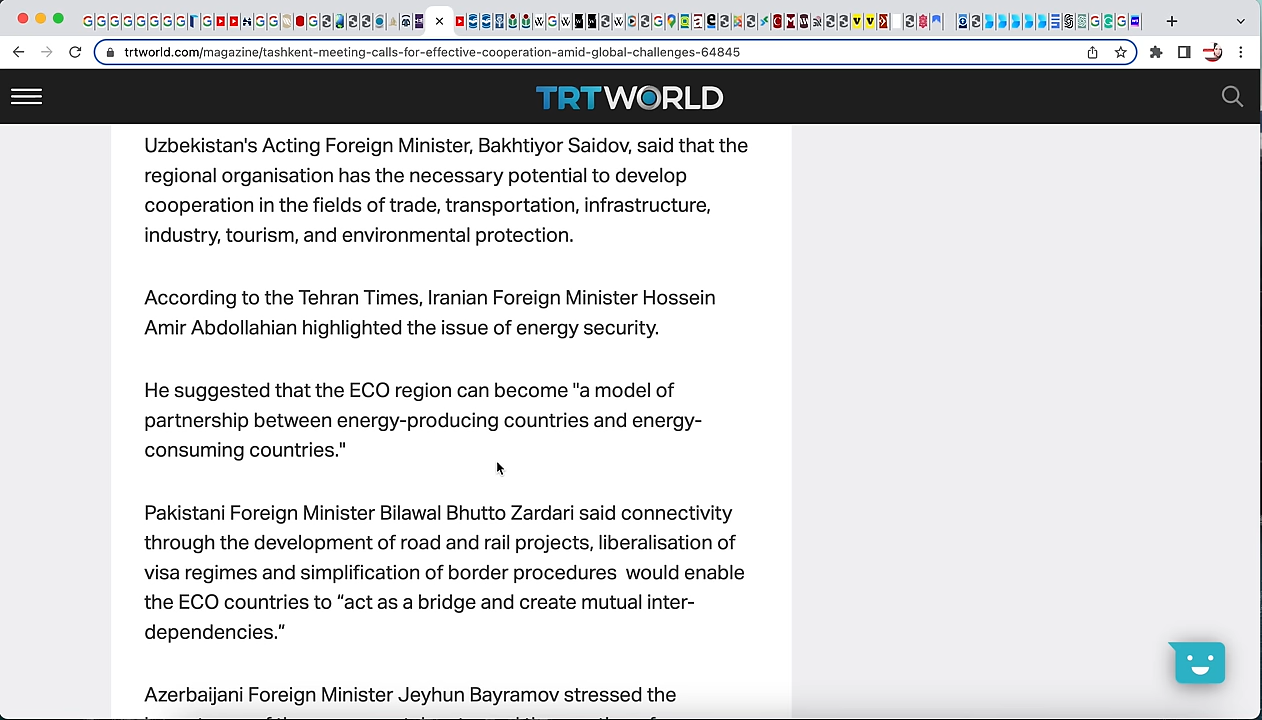 trtworld.com/magazine/tashkent-meeting-calls-for-effective-cooperation-amid-global-challenges-64845
TRTWORLD
Uzbekistan's Acting Foreign Minister, Bakhtiyor Saidov, said that the
regional organisation has the necessary potential to develop
cooperation in the fields of trade, transportation, infrastructure,
industry, tourism, and environmental protection.
According to the Tehran Times, Iranian Foreign Minister Hossein
Amir Abdollahian highlighted the issue of energy security.
He suggested that the ECO region can become "a model of
partnership between energy-producing countries and energy-
consuming countries."
Pakistani Foreign Minister Bilawal Bhutto Zardari said connectivity
through the development of road and rail projects, liberalisation of
visa regimes and simplification of border procedures  would enable
the ECO countries to “act as a bridge and create mutual inter-
dependencies.”
Azerbaijani Foreign Minister Jeyhun Bayramov stressed the